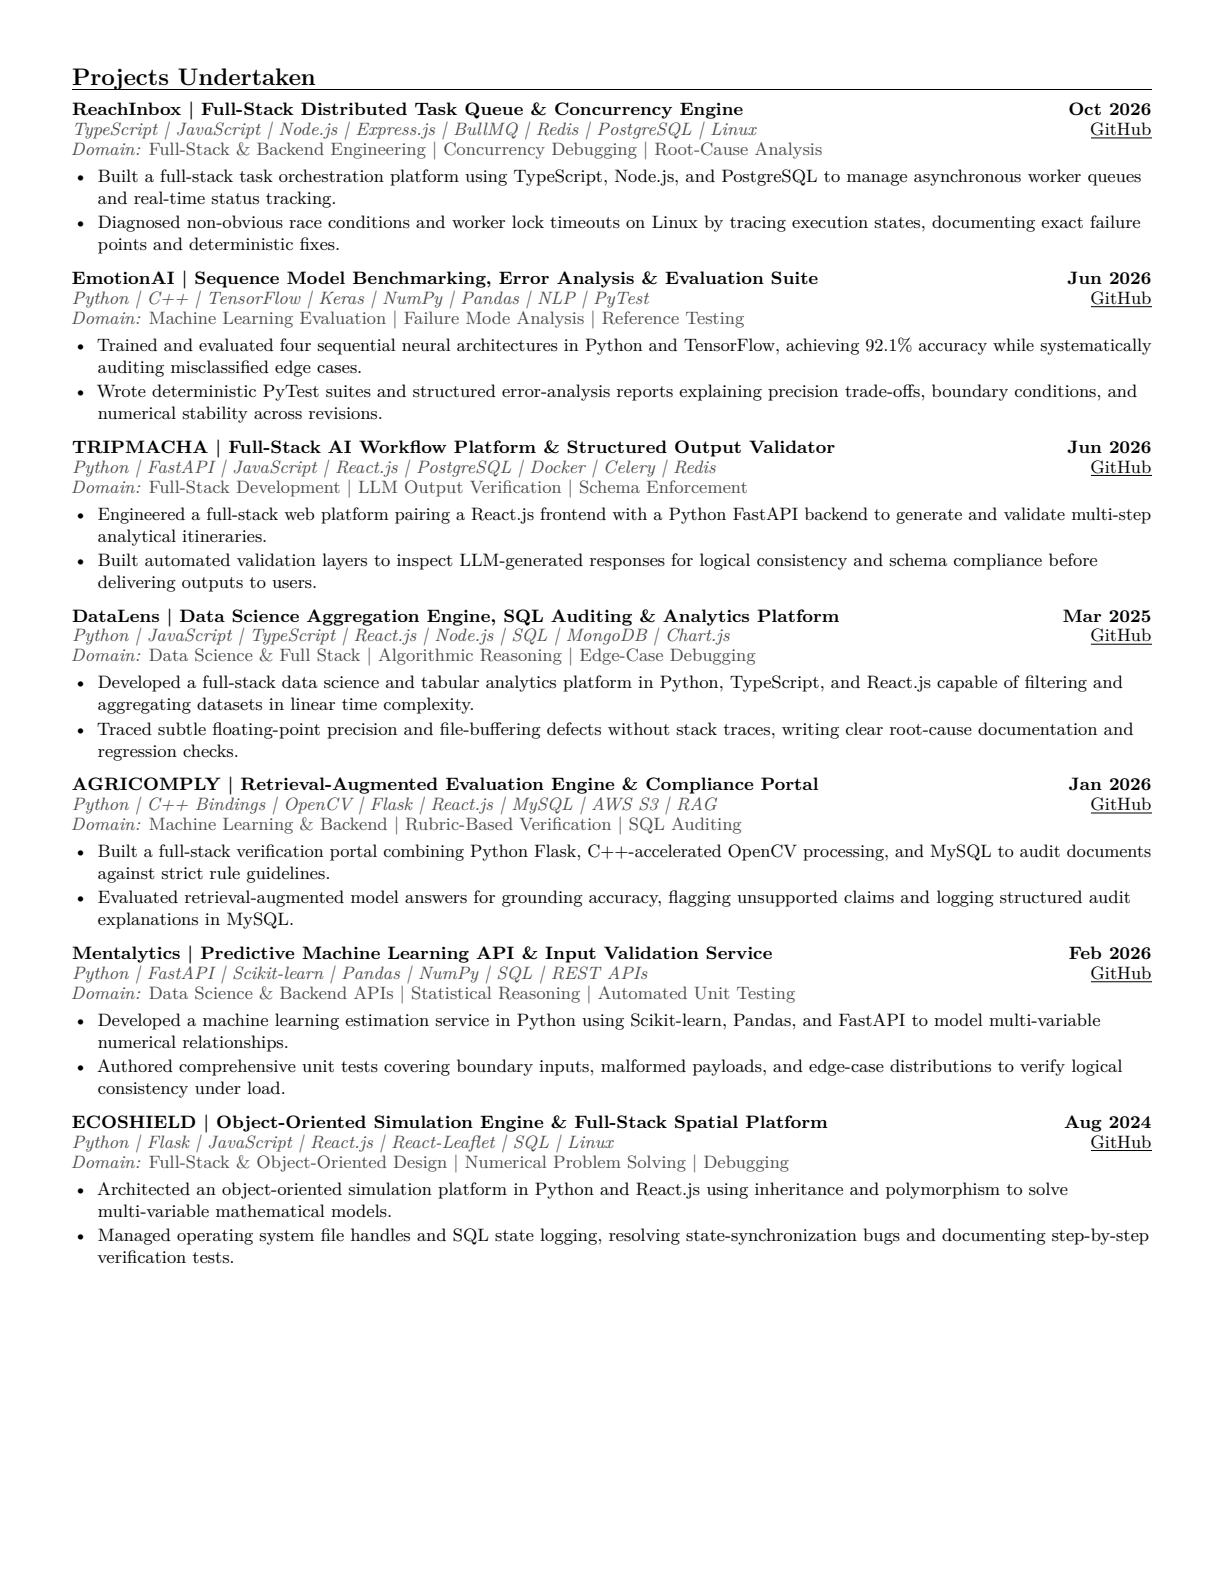 Projects Undertaken
ReachInbox | Full-Stack Distributed Task Queue & Concurrency Engine Oct 2026
TypeScript | JavaScript | Node.js | Express.js | BullMQ | Redis | PostgreSQL | Linux GitHub
Domain: Full-Stack & Backend Engineering | Concurrency Debugging | Root-Cause Analysis
• Built a full-stack task orchestration platform using TypeScript, Node.js, and PostgreSQL to manage asynchronous worker queues
and real-time status tracking.
• Diagnosed non-obvious race conditions and worker lock timeouts on Linux by tracing execution states, documenting exact failure
points and deterministic fixes.
EmotionAI | Sequence Model Benchmarking, Error Analysis & Evaluation Suite Jun 2026
Python | C++ | TensorFlow | Keras | NumPy | Pandas | NLP | PyTest GitHub
Domain: Machine Learning Evaluation | Failure Mode Analysis | Reference Testing
• Trained and evaluated four sequential neural architectures in Python and TensorFlow, achieving 92.1% accuracy while systematically
auditing misclassified edge cases.
• Wrote deterministic PyTest suites and structured error-analysis reports explaining precision trade-offs, boundary conditions, and
numerical stability across revisions.
TRIPMACHA | Full-Stack AI Workflow Platform & Structured Output Validator Jun 2026
Python | FastAPI | JavaScript | React.js | PostgreSQL | Docker | Celery | Redis GitHub
Domain: Full-Stack Development | LLM Output Verification | Schema Enforcement
• Engineered a full-stack web platform pairing a React.js frontend with a Python FastAPI backend to generate and validate multi-step
analytical itineraries.
• Built automated validation layers to inspect LLM-generated responses for logical consistency and schema compliance before
delivering outputs to users.
DataLens | Data Science Aggregation Engine, SQL Auditing & Analytics Platform Mar 2025
Python | JavaScript | TypeScript | React.js | Node.js | SQL | MongoDB | Chart.js GitHub
Domain: Data Science & Full Stack | Algorithmic Reasoning | Edge-Case Debugging
• Developed a full-stack data science and tabular analytics platform in Python, TypeScript, and React.js capable of filtering and
aggregating datasets in linear time complexity.
• Traced subtle floating-point precision and file-buffering defects without stack traces, writing clear root-cause documentation and
regression checks.
AGRICOMPLY | Retrieval-Augmented Evaluation Engine & Compliance Portal Jan 2026
Python | C++ Bindings | OpenCV | Flask | React.js | MySQL | AWS S3 | RAG GitHub
Domain: Machine Learning & Backend | Rubric-Based Verification | SQL Auditing
• Built a full-stack verification portal combining Python Flask, C++-accelerated OpenCV processing, and MySQL to audit documents
against strict rule guidelines.
• Evaluated retrieval-augmented model answers for grounding accuracy, flagging unsupported claims and logging structured audit
explanations in MySQL.
Mentalytics | Predictive Machine Learning API & Input Validation Service Feb 2026
Python | FastAPI | Scikit-learn | Pandas | NumPy | SQL | REST APIs GitHub
Domain: Data Science & Backend APIs | Statistical Reasoning | Automated Unit Testing
• Developed a machine learning estimation service in Python using Scikit-learn, Pandas, and FastAPI to model multi-variable
numerical relationships.
• Authored comprehensive unit tests covering boundary inputs, malformed payloads, and edge-case distributions to verify logical
consistency under load.
ECOSHIELD | Object-Oriented Simulation Engine & Full-Stack Spatial Platform Aug 2024
Python | Flask | JavaScript | React.js | React-Leaflet | SQL | Linux GitHub
Domain: Full-Stack & Object-Oriented Design | Numerical Problem Solving | Debugging
• Architected an object-oriented simulation platform in Python and React.js using inheritance and polymorphism to solve
multi-variable mathematical models.
• Managed operating system file handles and SQL state logging, resolving state-synchronization bugs and documenting step-by-step
verification tests.